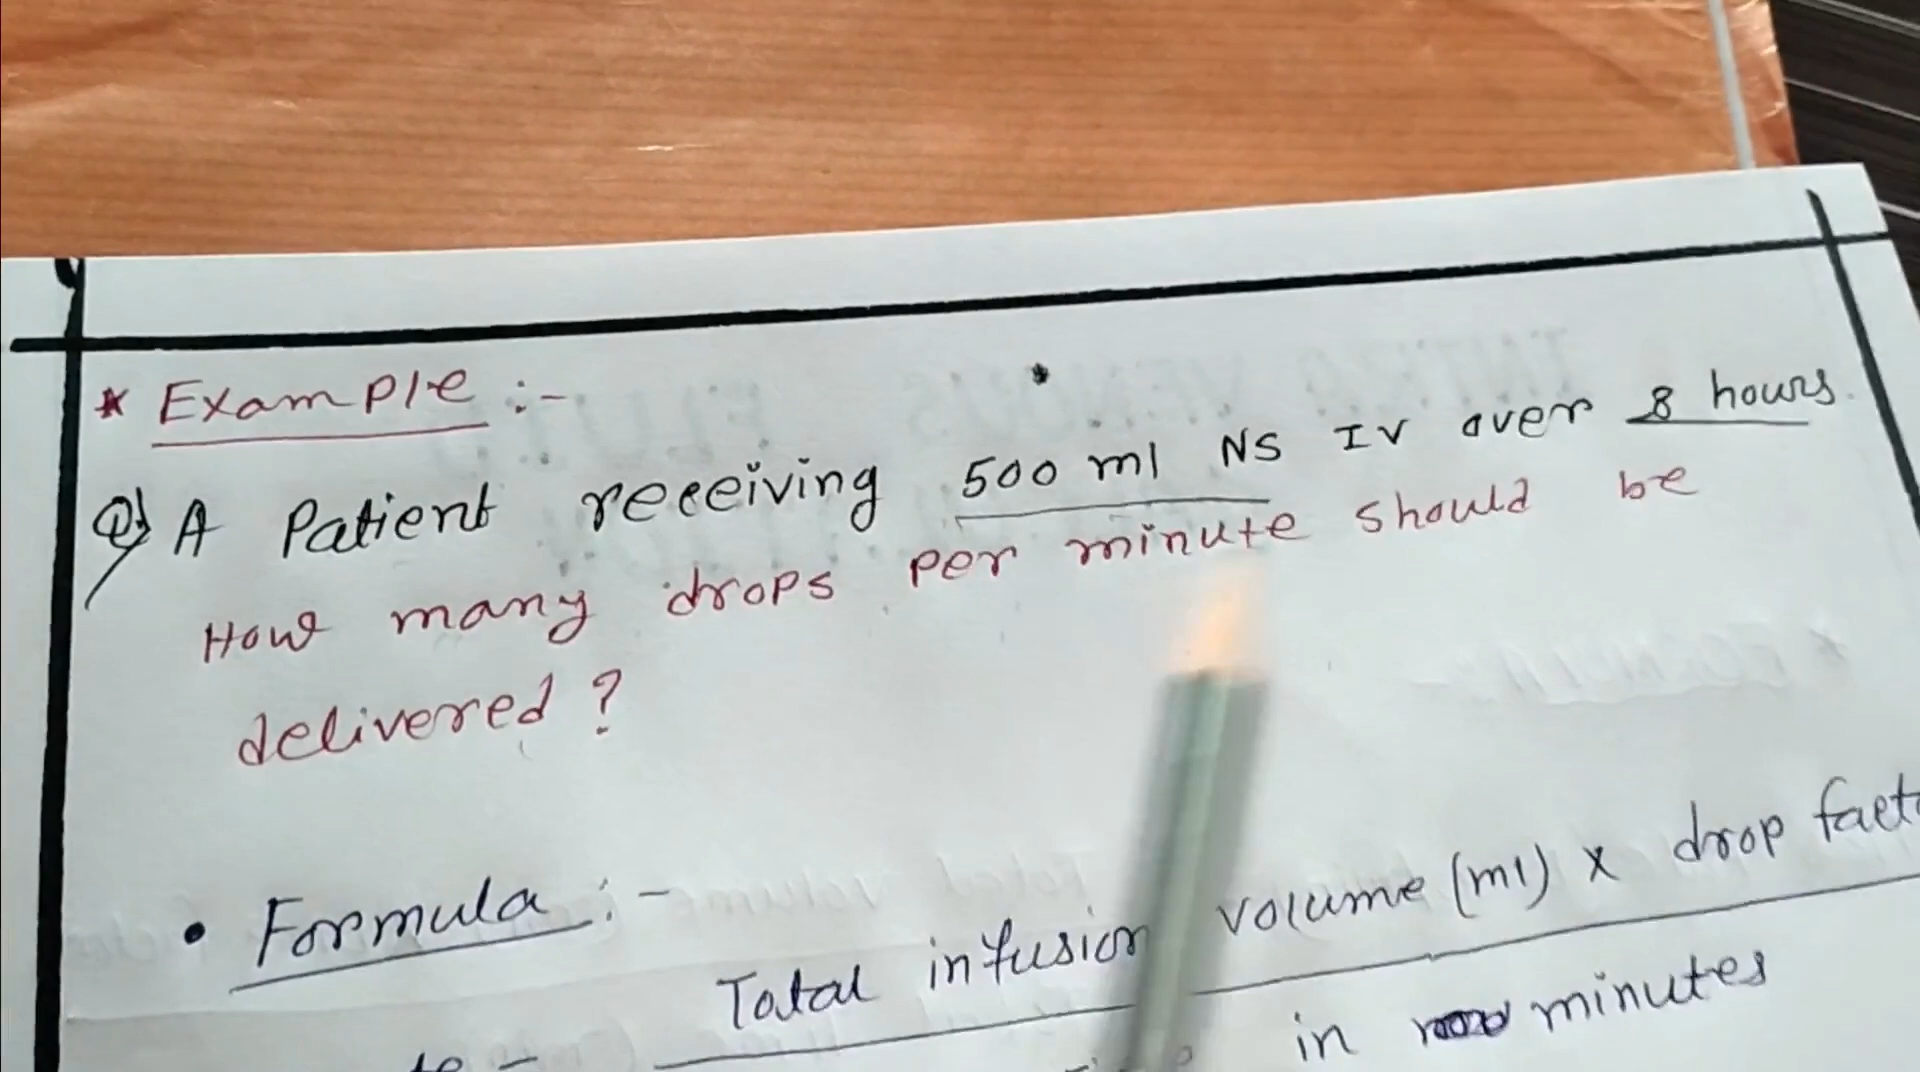 * Example :-
Q) A Patient receiving 500 ml NS IV over 8 hours.
How many drops per minute should be
delivered ?
• Formula :-
Total infusion volume (ml) x drop
in minutes